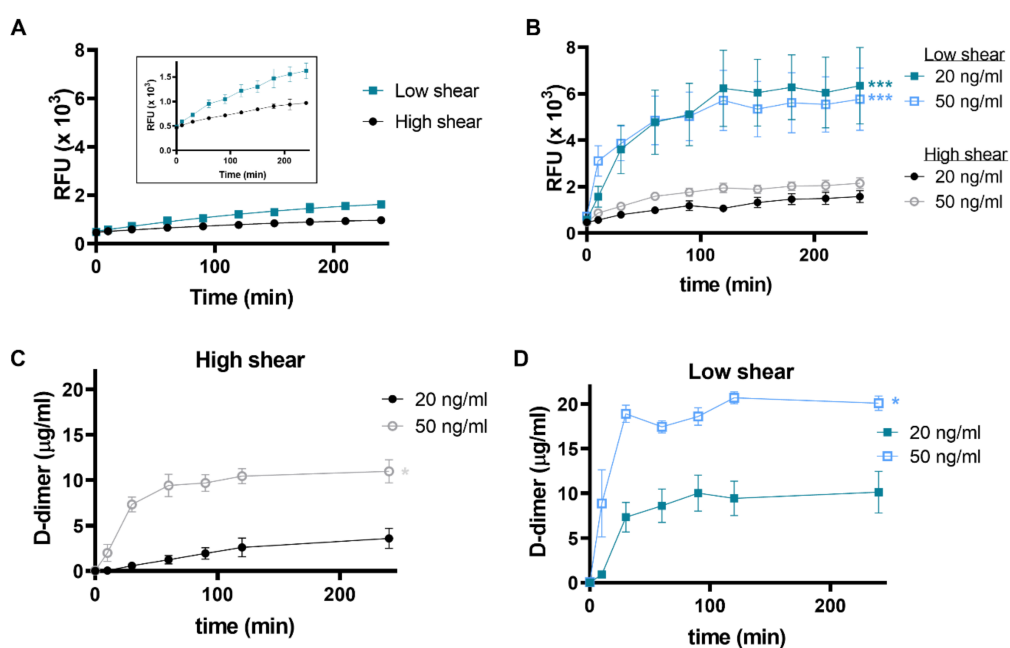 A
8
6
4
2
0
RFU (x 10³)
0
100
200
Time (min)
1.5
1.0
0.5
0.0
RFU (x 10³)
0
100
200
Time (min)
Low shear
High shear
B
8
6
4
2
0
RFU (x 10³)
0
100
200
time (min)
***
***
Low shear
20 ng/ml
50 ng/ml
High shear
20 ng/ml
50 ng/ml
C
High shear
20
15
10
5
0
D-dimer (µg/ml)
0
100
200
time (min)
20 ng/ml
50 ng/ml
*
D
Low shear
20
15
10
5
0
D-dimer (µg/ml)
0
100
200
time (min)
*
20 ng/ml
50 ng/ml